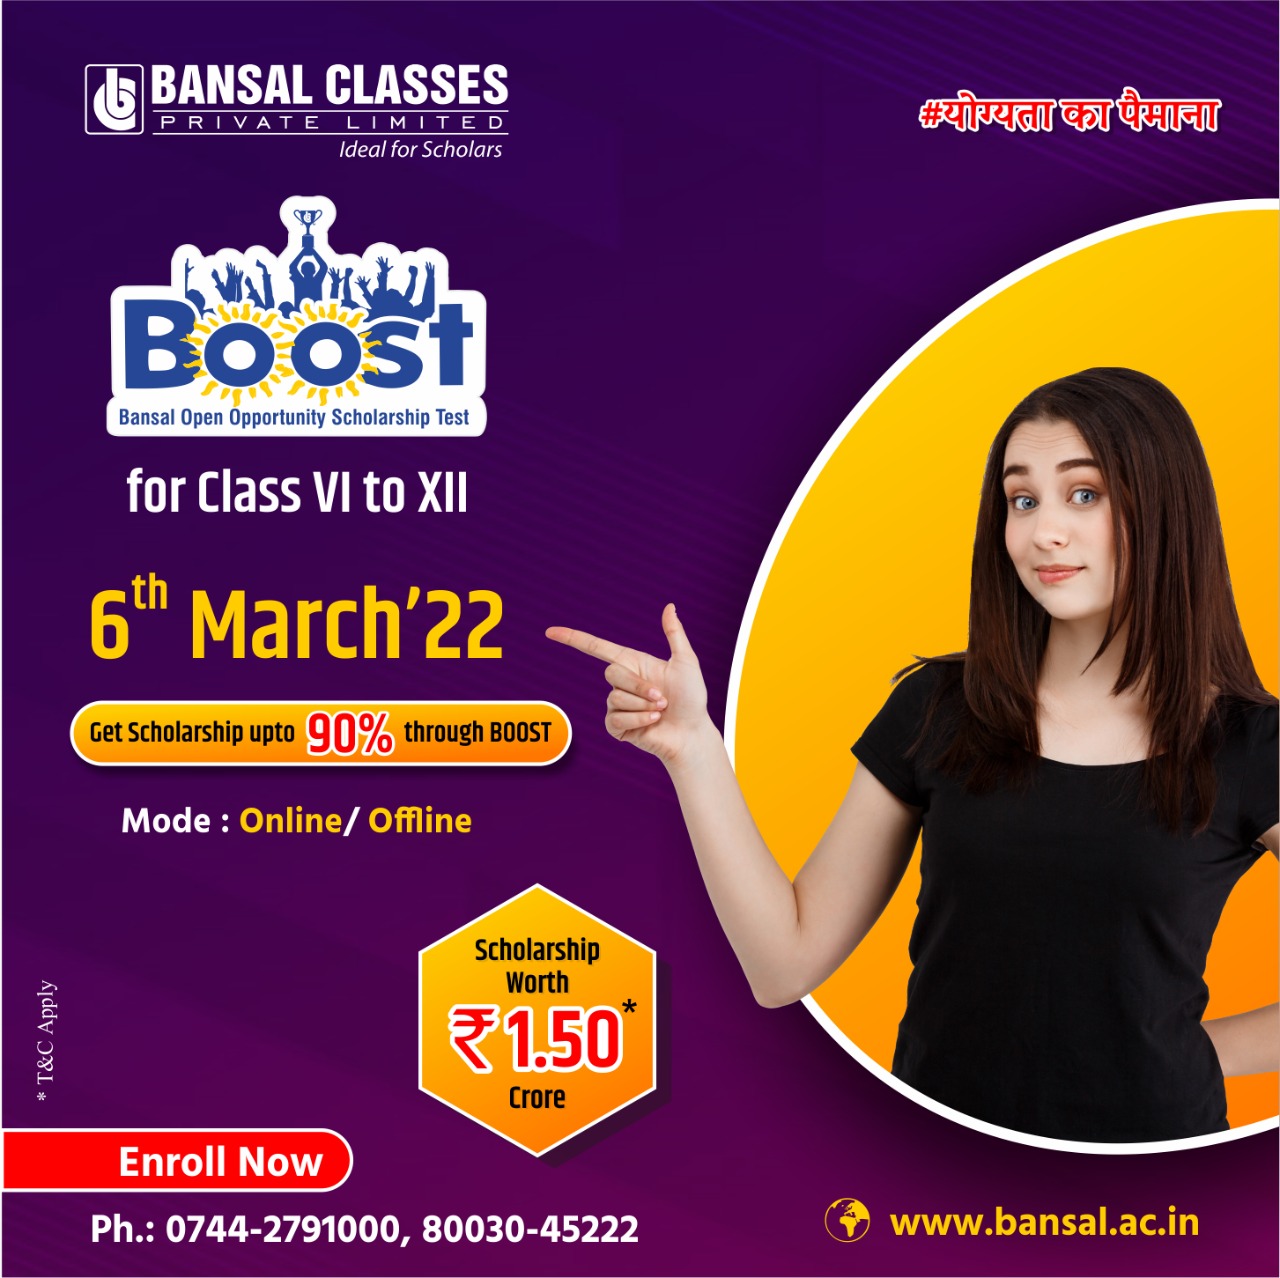 BANSAL CLASSES
PRIVATE LIMITED
Ideal for Scholars
#योग्यता का पैमाना
Boost
Bansal Open Opportunity Scholarship Test
for Class VI to XII
6th March’22
Get Scholarship upto 90% through BOOST
Mode : Online/ Offline
Scholarship
Worth
₹1.50*
Crore
* T&C Apply
Enroll Now
Ph.: 0744-2791000, 80030-45222
www.bansal.ac.in